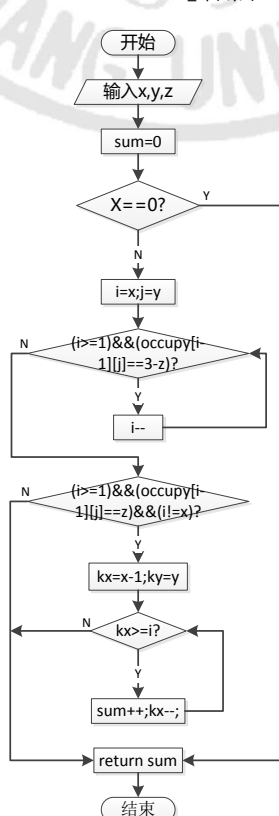 开始
输入x,y,z
sum=0
X==0?
Y
N
i=x;j=y
(i>=1)&&(occupy[i-
1][j]==3-z)?
N
Y
i--
(i>=1)&&(occupy[i-
1][j]==z)&&(i!=x)?
N
Y
kx=x-1;ky=y
kx>=i?
N
Y
sum++;kx--;
return sum
结束